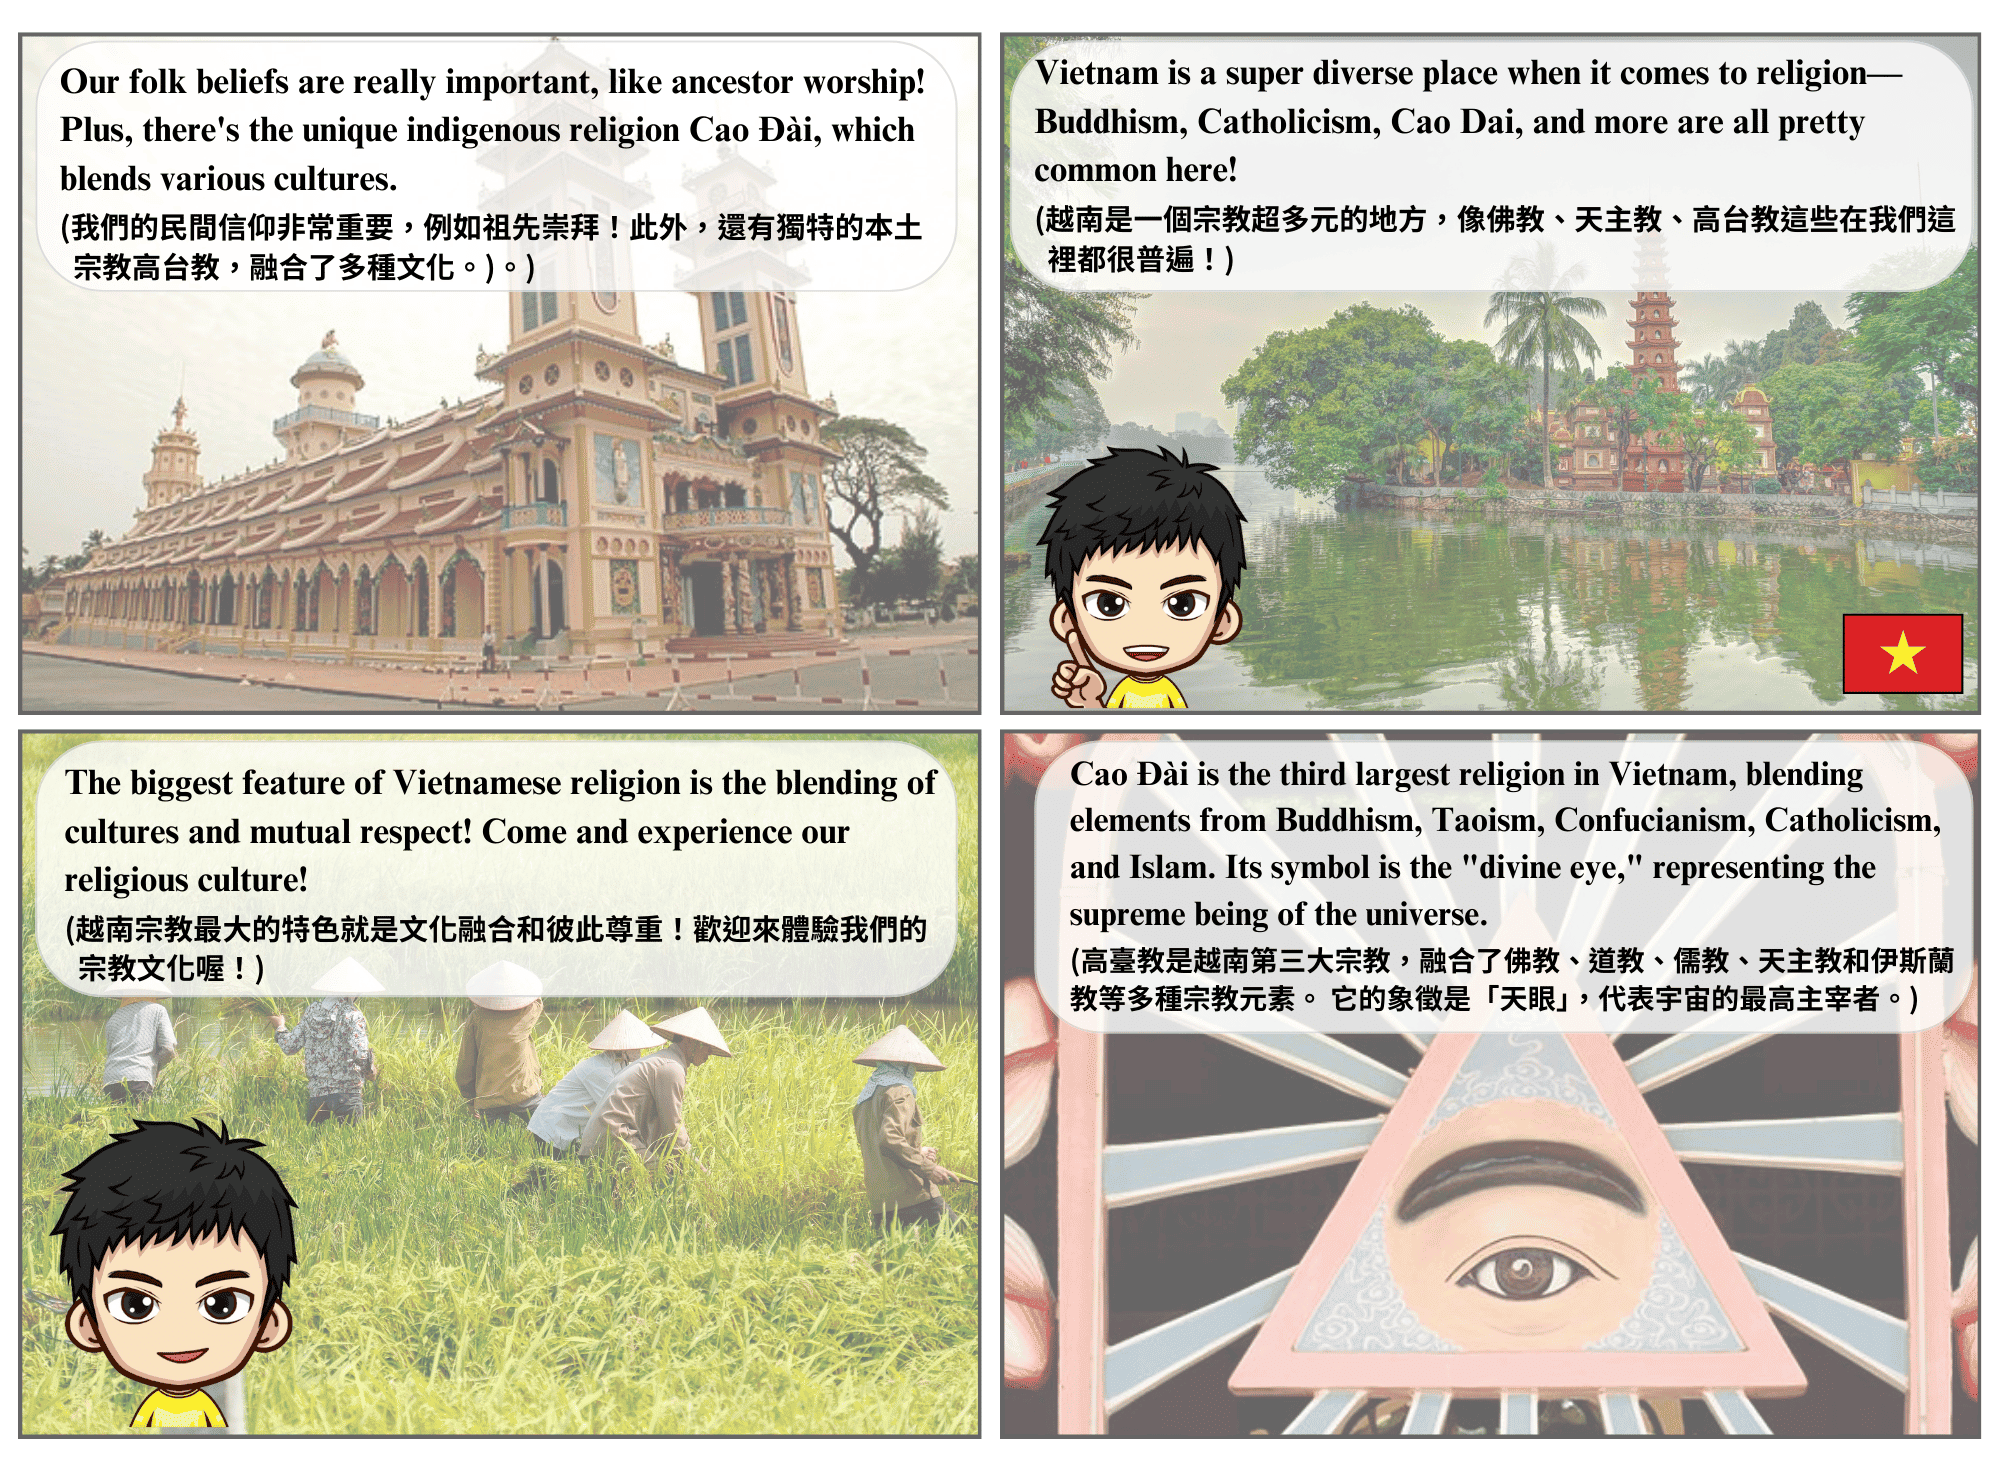 Our folk beliefs are really important, like ancestor worship!
Plus, there's the unique indigenous religion Cao Đài, which
blends various cultures.
(我們的民間信仰非常重要，例如祖先崇拜！此外，還有獨特的本土
宗教高台教，融合了多種文化。)。)
Vietnam is a super diverse place when it comes to religion—
Buddhism, Catholicism, Cao Dai, and more are all pretty
common here!
(越南是一個宗教超多元的地方，像佛教、天主教、高台教這些在我們這
裡都很普遍！)
The biggest feature of Vietnamese religion is the blending of
cultures and mutual respect! Come and experience our
religious culture!
(越南宗教最大的特色就是文化融合和彼此尊重！歡迎來體驗我們的
宗教文化喔！)
Cao Đài is the third largest religion in Vietnam, blending
elements from Buddhism, Taoism, Confucianism, Catholicism,
and Islam. Its symbol is the "divine eye," representing the
supreme being of the universe.
(高臺教是越南第三大宗教，融合了佛教、道教、儒教、天主教和伊斯蘭
教等多種宗教元素。 它的象徵是「天眼」，代表宇宙的最高主宰者。)